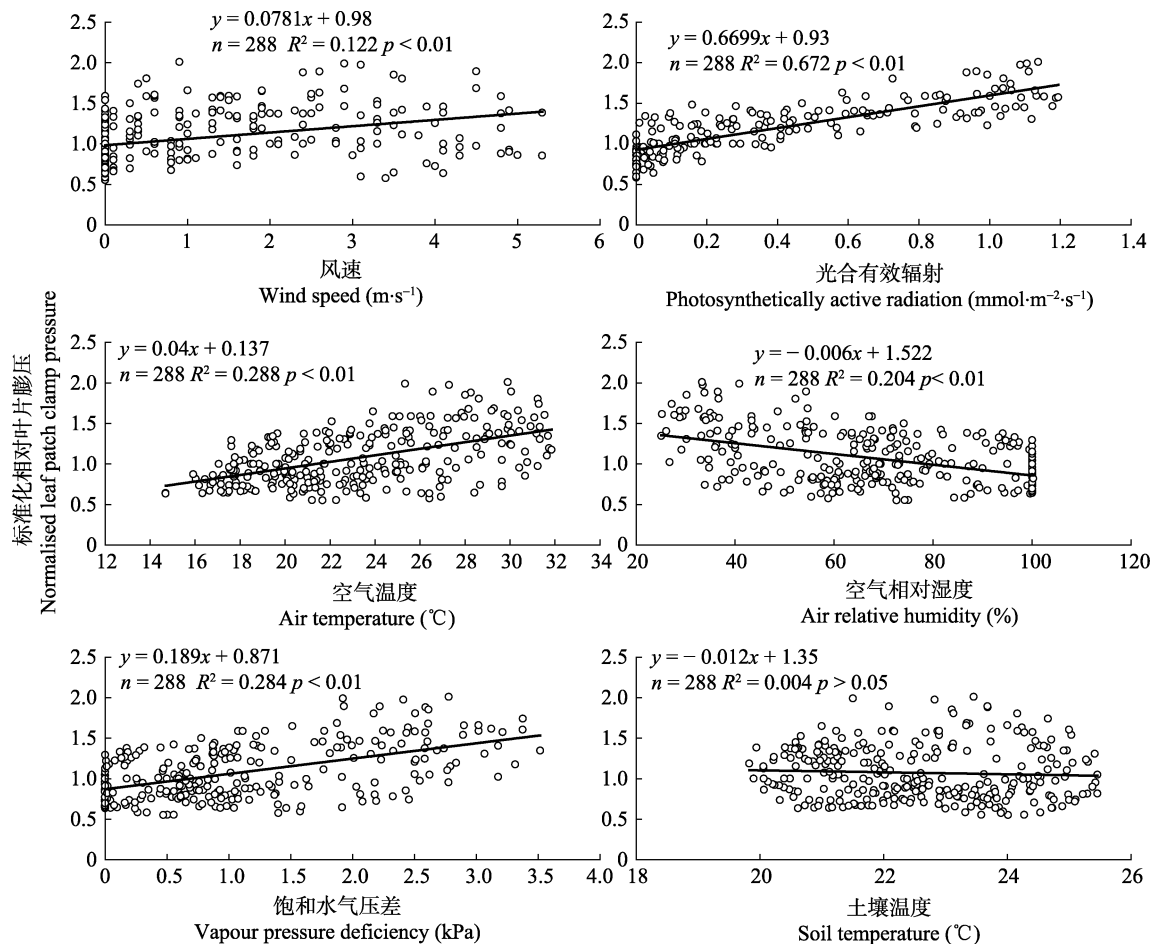 y = 0.0781x + 0.98
n = 288 R² = 0.122 p < 0.01
2.5
2.0
1.5
1.0
0.5
0
0 1 2 3 4 5 6
风速
Wind speed (m·s⁻¹)
y = 0.6699x + 0.93
n = 288 R² = 0.672 p < 0.01
2.5
2.0
1.5
1.0
0.5
0
0 0.2 0.4 0.6 0.8 1.0 1.2 1.4
光合有效辐射
Photosynthetically active radiation (mmol·m⁻²·s⁻¹)
标准化相对叶片膨压
Normalised leaf patch clamp pressure
y = 0.04x + 0.137
n = 288 R² = 0.288 p < 0.01
2.5
2.0
1.5
1.0
0.5
0
12 14 16 18 20 22 24 26 28 30 32 34
空气温度
Air temperature (℃)
y = − 0.006x + 1.522
n = 288 R² = 0.204 p< 0.01
2.5
2.0
1.5
1.0
0.5
0
20 40 60 80 100 120
空气相对湿度
Air relative humidity (%)
y = 0.189x + 0.871
n = 288 R² = 0.284 p < 0.01
2.5
2.0
1.5
1.0
0.5
0
0 0.5 1.0 1.5 2.0 2.5 3.0 3.5 4.0
饱和水气压差
Vapour pressure deficiency (kPa)
y = − 0.012x + 1.35
n = 288 R² = 0.004 p > 0.05
2.5
2.0
1.5
1.0
0.5
0
18 20 22 24 26
土壤温度
Soil temperature (℃)